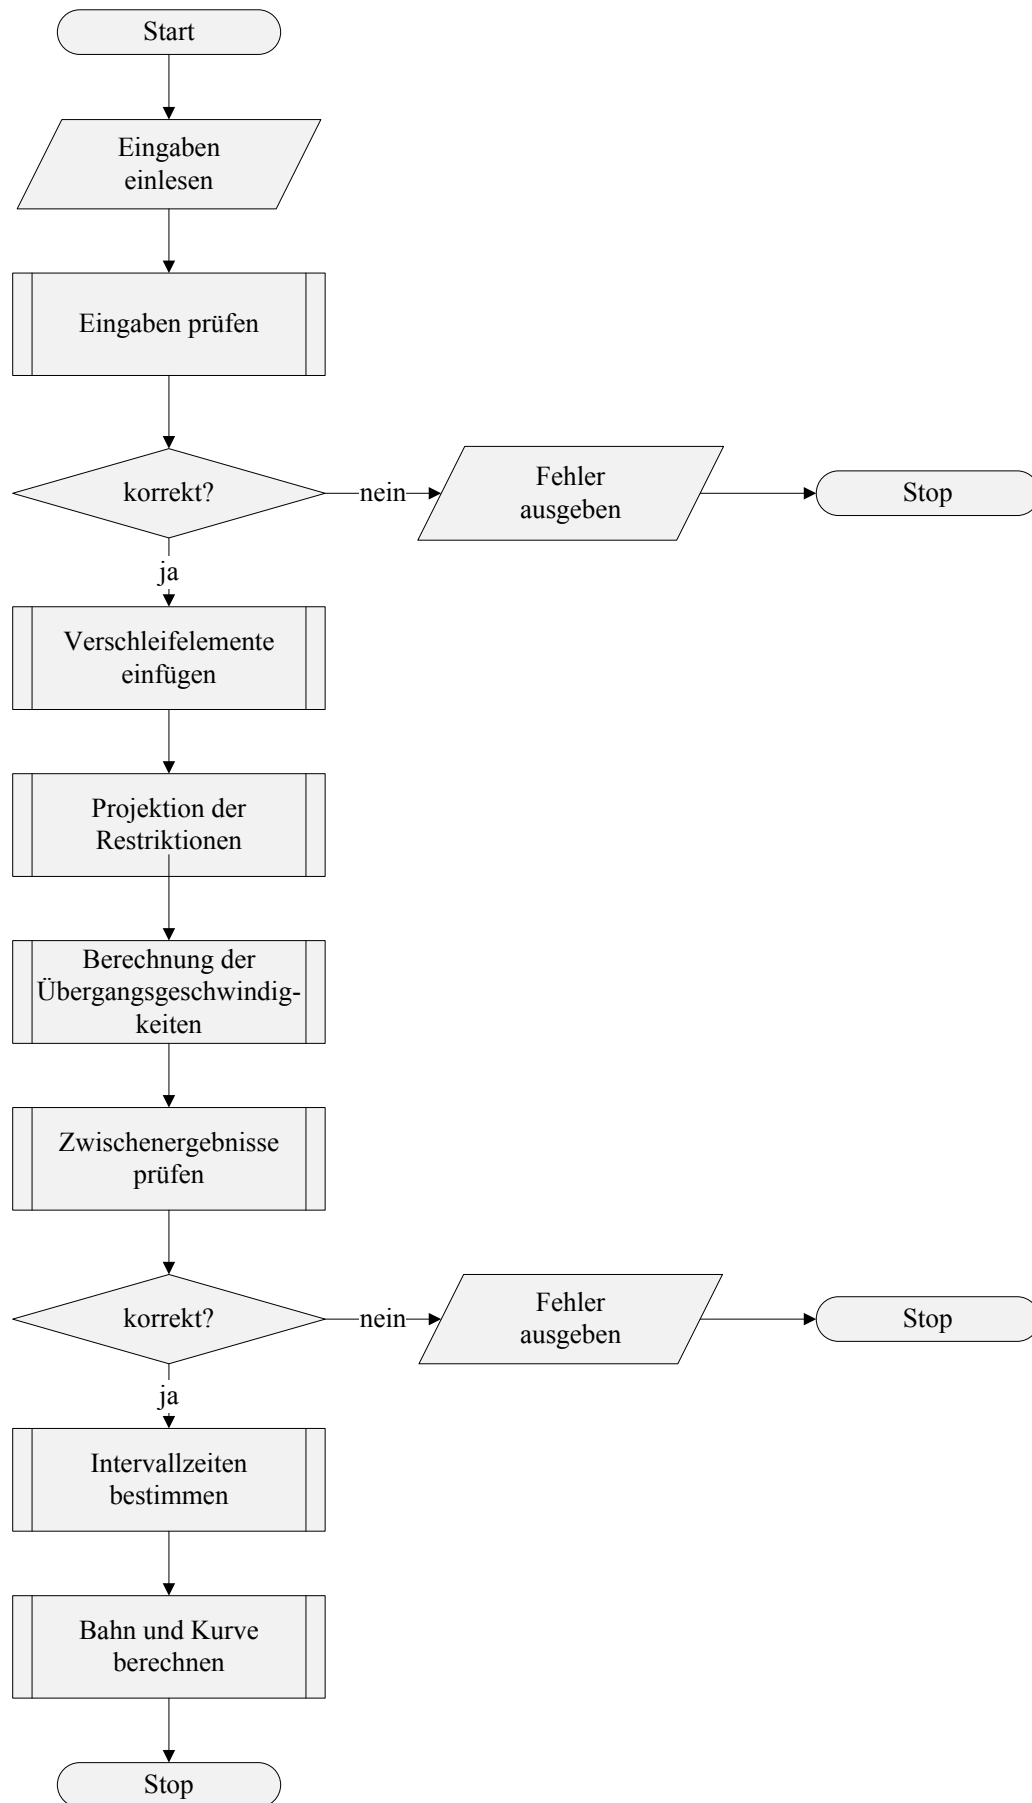 Start
Eingaben
einlesen
Eingaben prüfen
korrekt?
nein
Fehler
ausgeben
Stop
ja
Verschleifelemente
einfügen
Projektion der
Restriktionen
Berechnung der
Übergangsgeschwindig-
keiten
Zwischenergebnisse
prüfen
korrekt?
nein
Fehler
ausgeben
Stop
ja
Intervallzeiten
bestimmen
Bahn und Kurve
berechnen
Stop